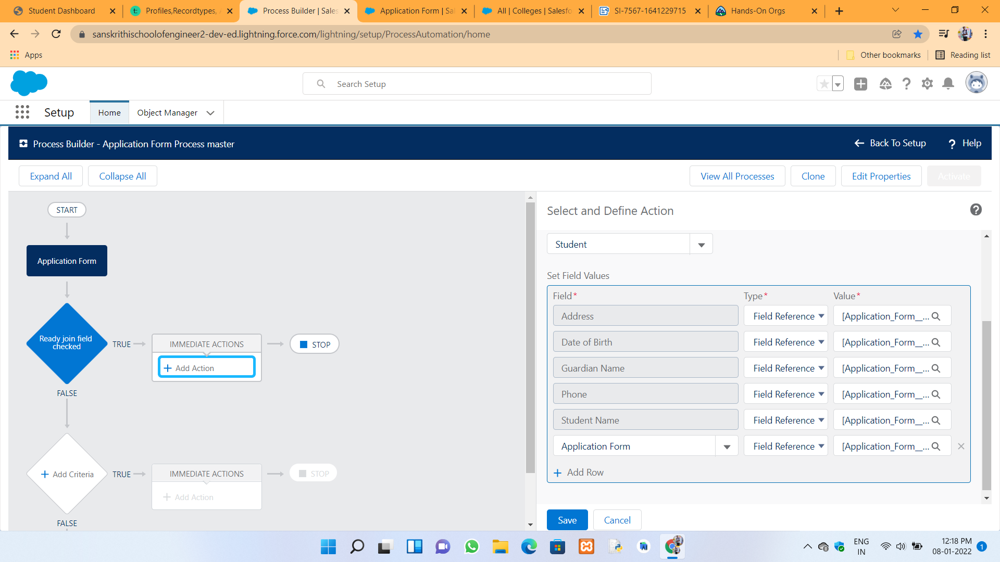 Student Dashboard
Profiles,Recordtypes,
Process Builder | Sales
Application Form | Sa
All | Colleges | Salesfo
SI-7567-1641229715
Hands-On Orgs
sanskrithischoolofengineer2-dev-ed.lightning.force.com/lightning/setup/ProcessAutomation/home
Apps
Other bookmarks
Reading list
Search Setup
Setup
Home
Object Manager
Process Builder - Application Form Process master
Back To Setup
? Help
Expand All
Collapse All
View All Processes
Clone
Edit Properties
Activate
START
Application Form
Ready join field
checked
TRUE
IMMEDIATE ACTIONS
+ Add Action
STOP
FALSE
+ Add Criteria
TRUE
IMMEDIATE ACTIONS
+ Add Action
STOP
FALSE
Select and Define Action
Student
Set Field Values
Field* Type* Value*
Address Field Reference [Application_Form__...
Date of Birth Field Reference [Application_Form__...
Guardian Name Field Reference [Application_Form__...
Phone Field Reference [Application_Form__...
Student Name Field Reference [Application_Form__...
Application Form Field Reference [Application_Form__...
+ Add Row
Save
Cancel
ENG
IN
12:18 PM
08-01-2022
1